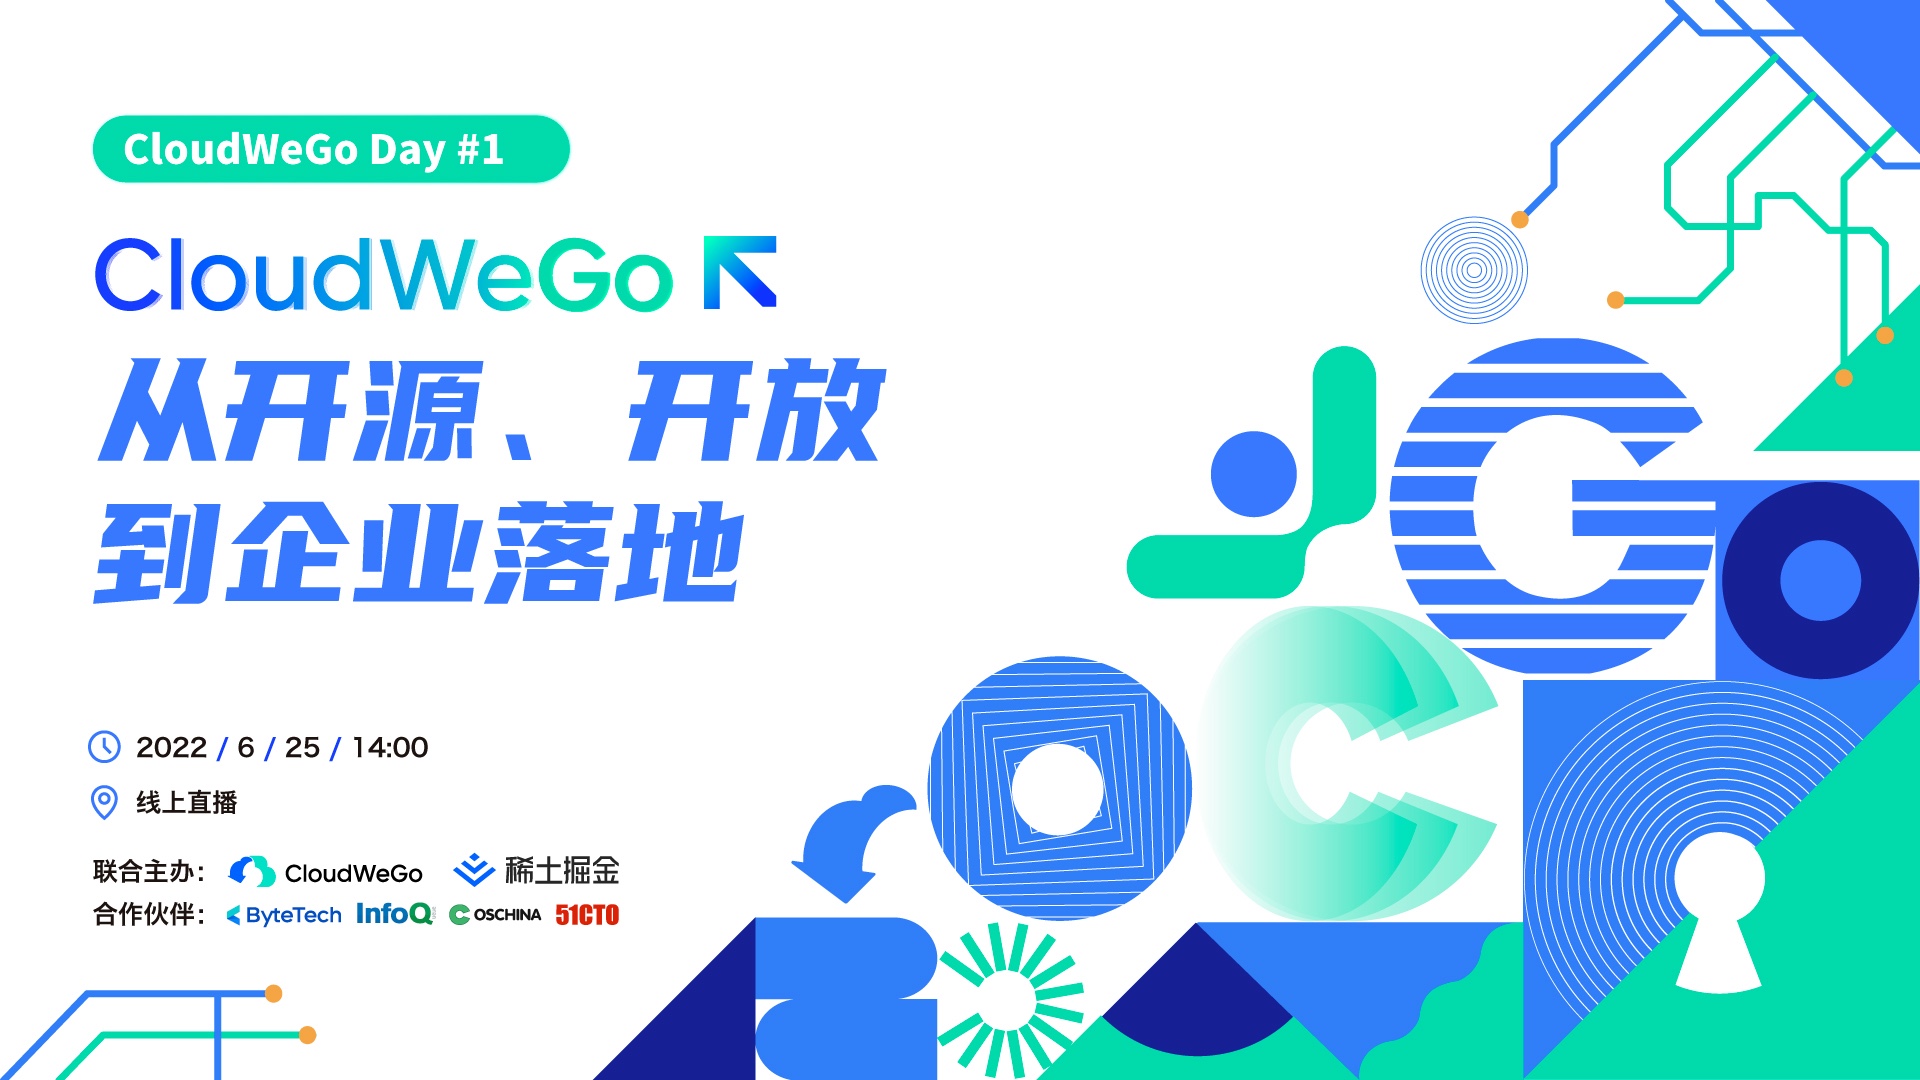 CloudWeGo Day #1
CloudWeGo
从开源、开放
到企业落地
2022 / 6 / 25 / 14:00
线上直播
联合主办： CloudWeGo 稀土掘金
合作伙伴： ByteTech InfoQ OSCHINA 51CTO